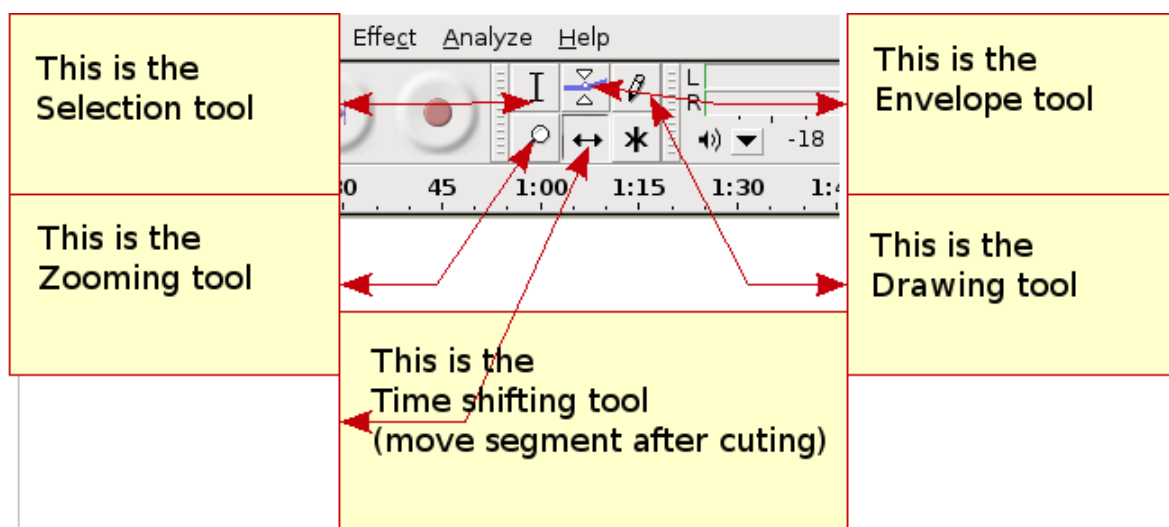 This is the
Selection tool
Effect Analyze Help
This is the
Envelope tool
L
R
-18
45 1:00 1:15 1:30
This is the
Zooming tool
This is the
Drawing tool
This is the
Time shifting tool
(move segment after cuting)